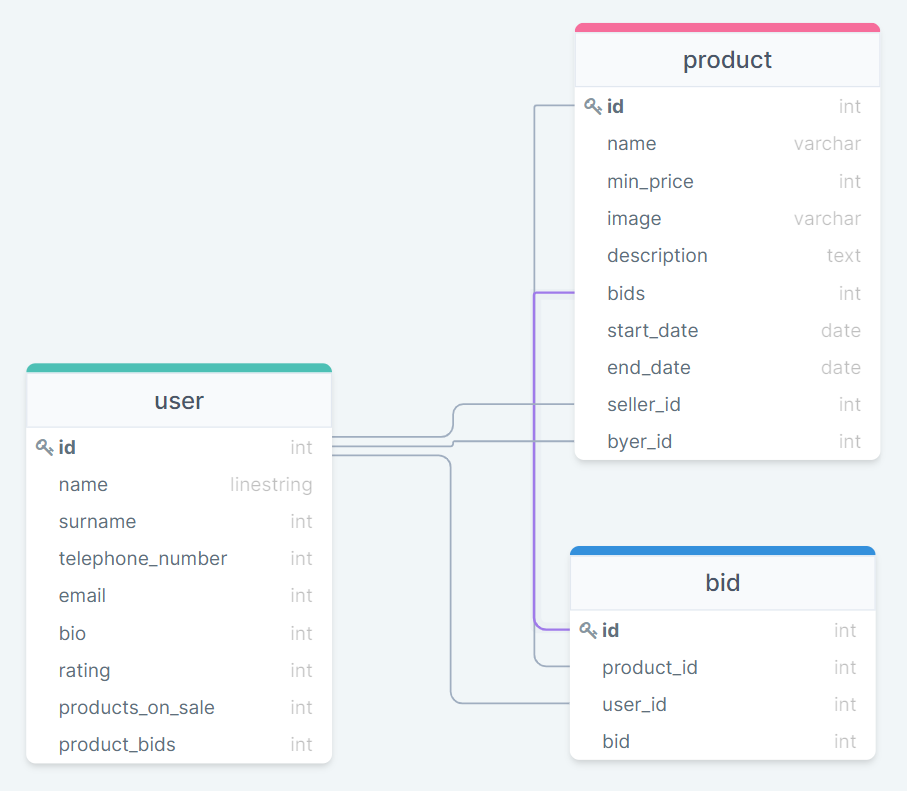 product
id int
name varchar
min_price int
image varchar
description text
bids int
start_date date
end_date date
seller_id int
byer_id int
user
id int
name linestring
surname int
telephone_number int
email int
bio int
rating int
products_on_sale int
product_bids int
bid
id int
product_id int
user_id int
bid int